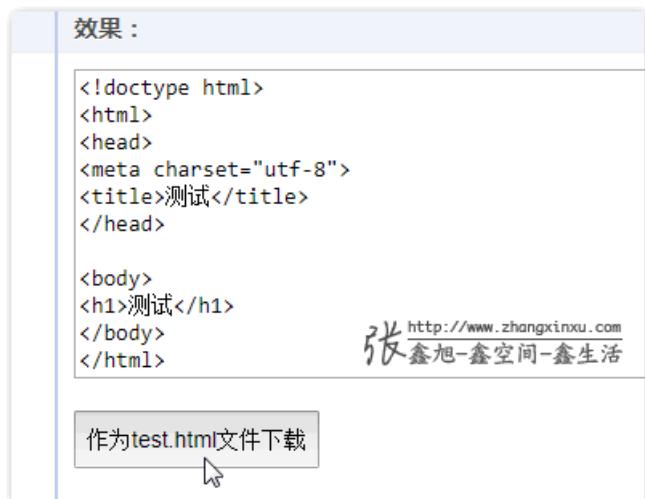 效果：
<!doctype html>
<html>
<head>
<meta charset="utf-8">
<title>测试</title>
</head>
<body>
<h1>测试</h1>
</body>
</html>
张
http://www.zhangxinxu.com
鑫旭-鑫空间-鑫生活
作为test.html文件下载